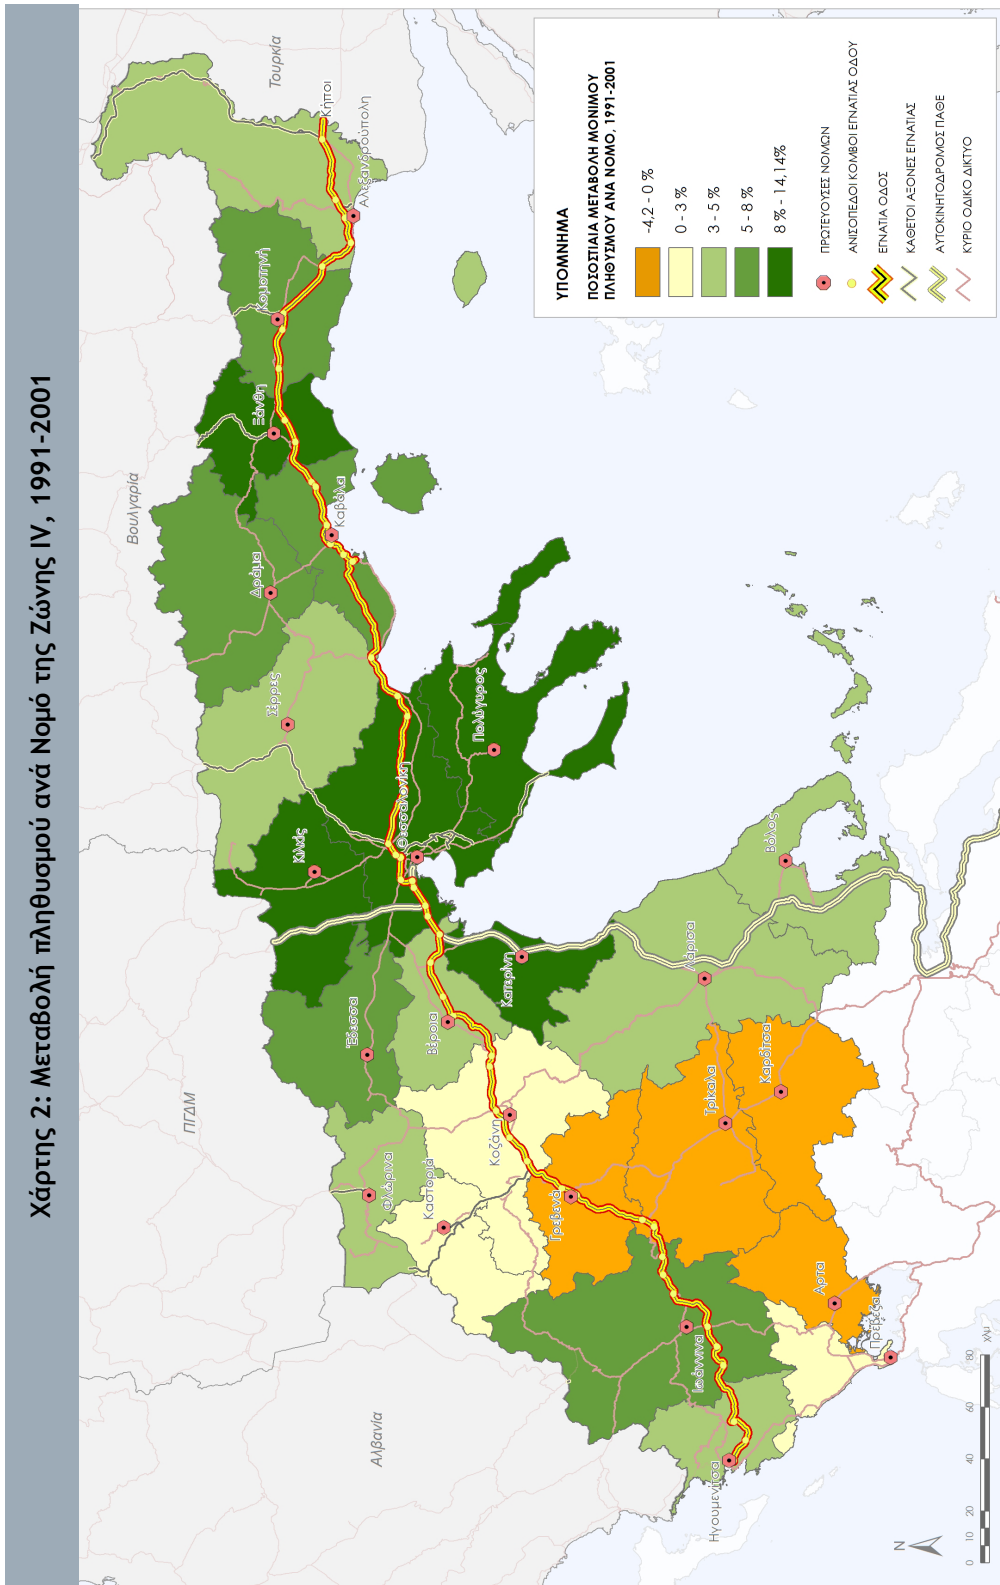 Χάρτης 2: Μεταβολή πληθυσμού ανά Νομό της Ζώνης IV, 1991-2001
Τουρκία
Βουλγαρία
ΠΓΔΜ
Αλβανία
Κήποι
Αλεξανδρούπολη
Κομοτηνή
Ξάνθη
Καβάλα
Δράμα
Σέρρες
Πολύγυρος
Θεσσαλονίκη
Κιλκίς
Κατερίνη
Βέροια
Έδεσσα
Βόλος
Λάρισα
Καρδίτσα
Τρίκαλα
Κοζάνη
Φλώρινα
Καστοριά
Γρεβενά
Άρτα
Πρέβεζα
Ιωάννινα
Ηγουμενίτσα
ΥΠΟΜΝΗΜΑ
ΠΟΣΟΣΤΙΑΙΑ ΜΕΤΑΒΟΛΗ ΜΟΝΙΜΟΥ
ΠΛΗΘΥΣΜΟΥ ΑΝΑ ΝΟΜΟ, 1991-2001
-4,2 - 0 %
0 - 3 %
3 - 5 %
5 - 8 %
8 % - 14,14%
ΠΡΩΤΕΥΟΥΣΕΣ ΝΟΜΩΝ
ΑΝΙΣΟΠΕΔΟΙ ΚΟΜΒΟΙ ΕΓΝΑΤΙΑΣ ΟΔΟΥ
ΕΓΝΑΤΙΑ ΟΔΟΣ
ΚΑΘΕΤΟΙ ΑΞΟΝΕΣ ΕΓΝΑΤΙΑΣ
ΑΥΤΟΚΙΝΗΤΟΔΡΟΜΟΣ ΠΑΘΕ
ΚΥΡΙΟ ΟΔΙΚΟ ΔΙΚΤΥΟ
N
0 10 20 40 60 80
χλμ